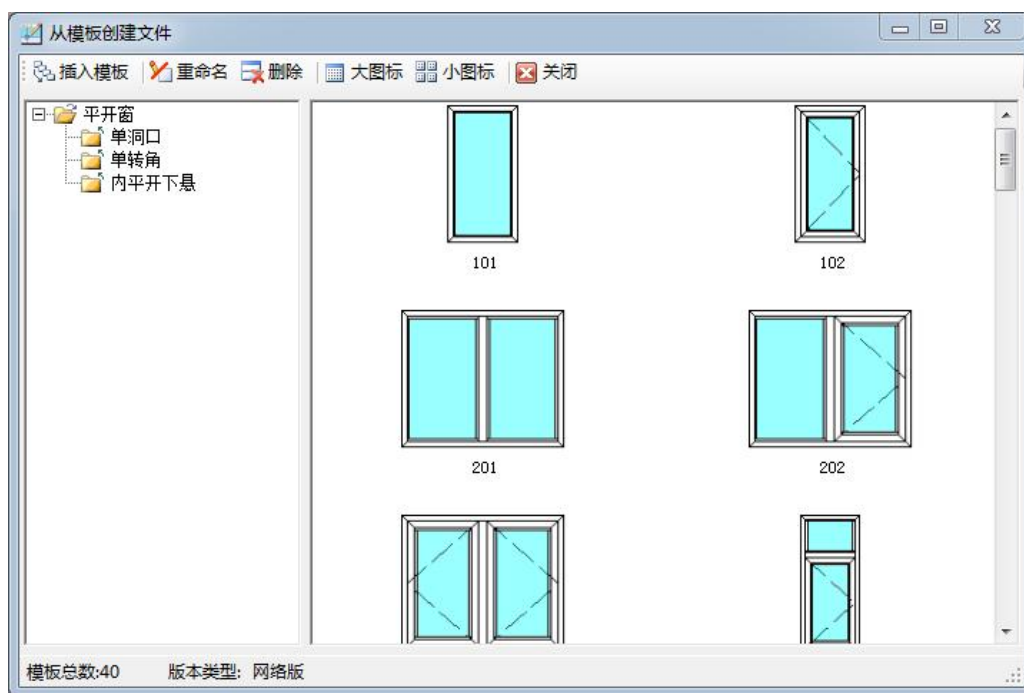 从模板创建文件
插入模板 重命名 删除 大图标 小图标 关闭
平开窗
单洞口
单转角
内平开下悬
101
102
201
202
模板总数:40 版本类型: 网络版